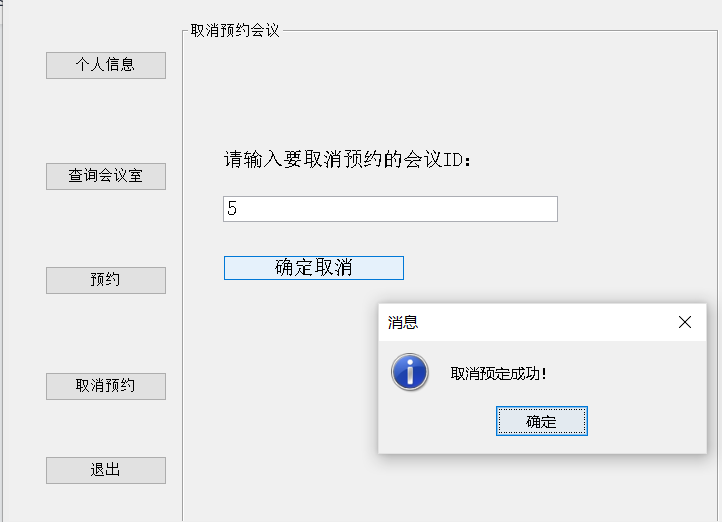 取消预约会议
个人信息
查询会议室
预约
取消预约
退出
请输入要取消预约的会议ID：
5
确定取消
消息
取消预定成功！
确定